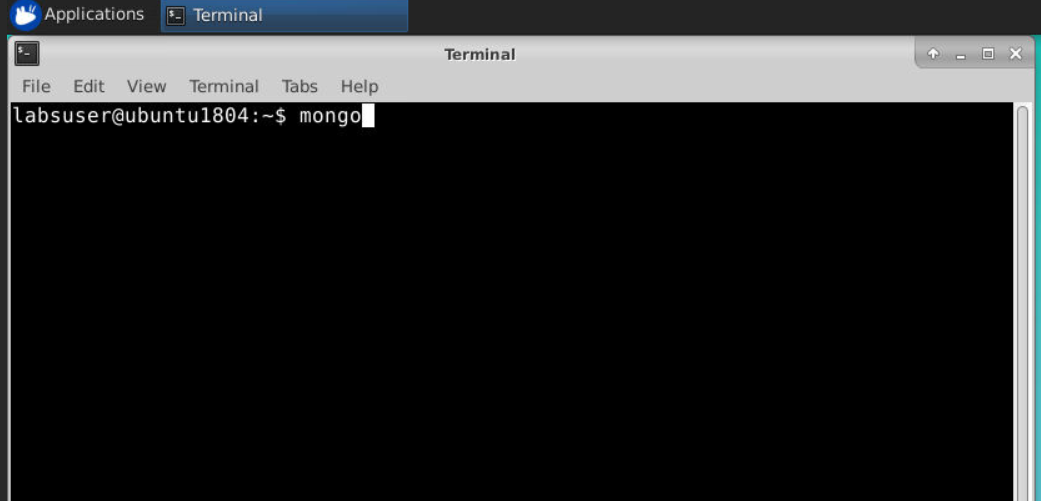 Applications Terminal
Terminal
File Edit View Terminal Tabs Help
labsuser@ubuntu1804:~$ mongo